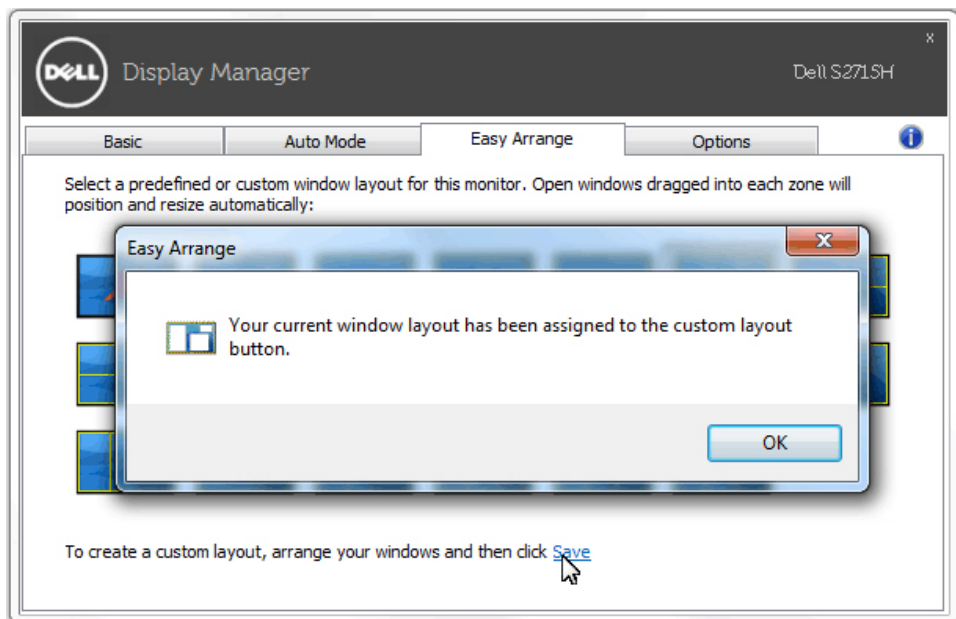 DELL
Display Manager
x
Dell S2715H
Basic
Auto Mode
Easy Arrange
Options
i
Select a predefined or custom window layout for this monitor. Open windows dragged into each zone will
position and resize automatically:
Easy Arrange
x
Your current window layout has been assigned to the custom layout
button.
OK
To create a custom layout, arrange your windows and then click Save